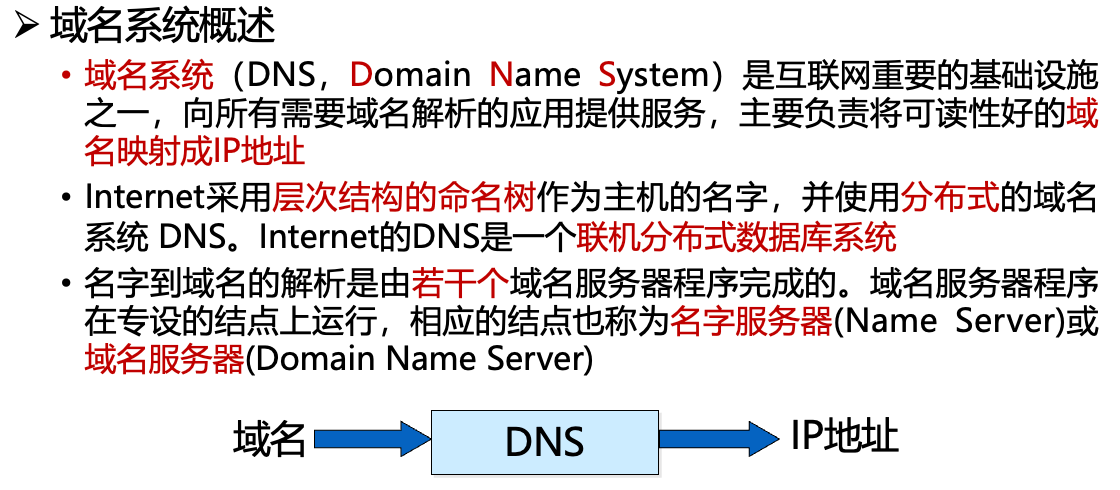 ➢ 域名系统概述
• 域名系统（DNS，Domain Name System）是互联网重要的基础设施
之一，向所有需要域名解析的应用提供服务，主要负责将可读性好的域
名映射成IP地址
• Internet采用层次结构的命名树作为主机的名字，并使用分布式的域名
系统 DNS。Internet的DNS是一个联机分布式数据库系统
• 名字到域名的解析是由若干个域名服务器程序完成的。域名服务器程序
在专设的结点上运行，相应的结点也称为名字服务器(Name Server)或
域名服务器(Domain Name Server)
域名 DNS IP地址